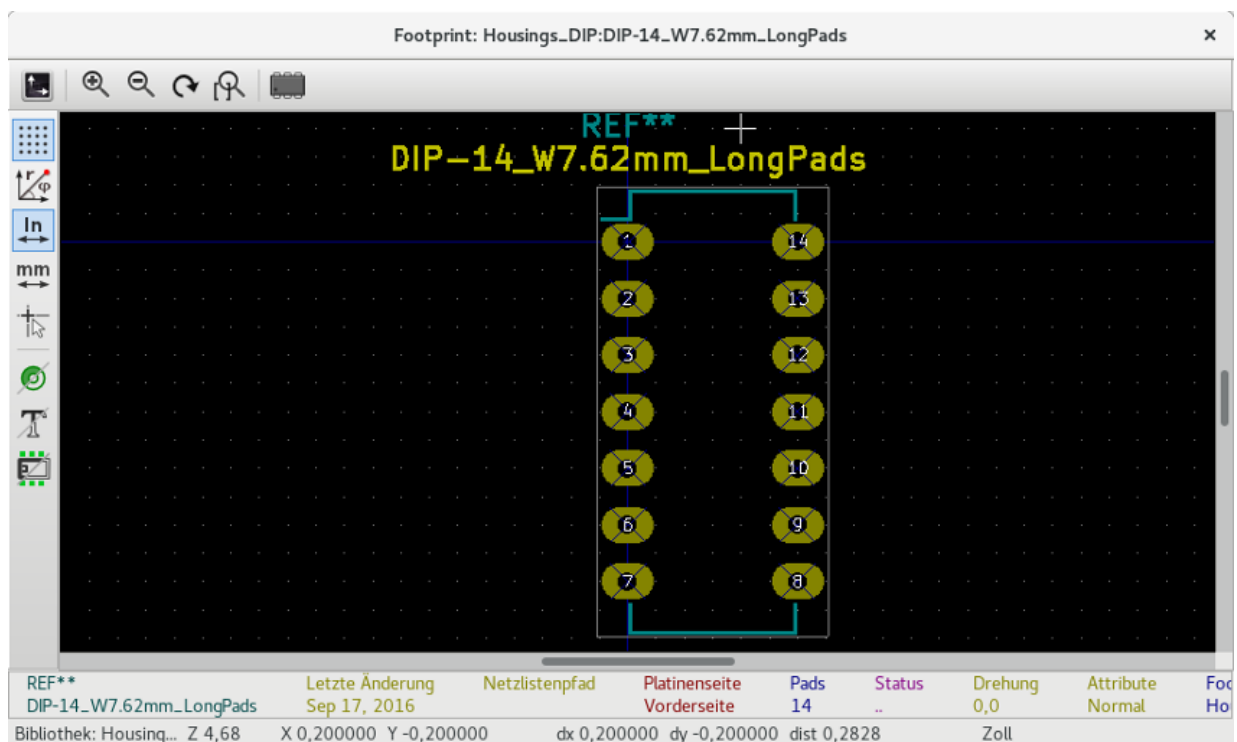 Footprint: Housings_DIP:DIP-14_W7.62mm_LongPads
×
In
mm
REF**
DIP-14_W7.62mm_LongPads
1 14
2 13
3 12
4 11
5 10
6 9
7 8
REF** Letzte Änderung Netzlistenpfad Platinenseite Pads Status Drehung Attribute Foo
DIP-14_W7.62mm_LongPads Sep 17, 2016 Vorderseite 14 .. 0,0 Normal Ho
Bibliothek: Housing... Z 4,68 X 0,200000 Y -0,200000 dx 0,200000 dy -0,200000 dist 0,2828 Zoll